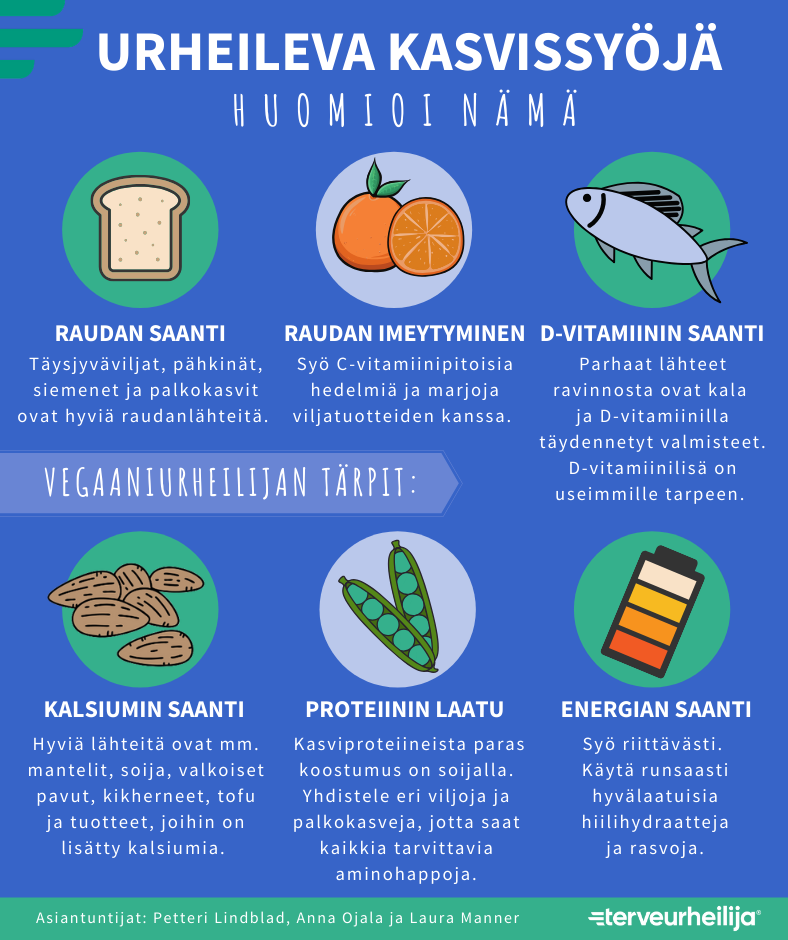 URHEILEVA KASVISSYÖJÄ
HUOMIOI NÄMÄ
RAUDAN SAANTI
Täysjyväviljat, pähkinät,
siemenet ja palkokasvit
ovat hyviä raudanlähteitä.
RAUDAN IMEYTYMINEN
Syö C-vitamiinipitoisia
hedelmiä ja marjoja
viljatuotteiden kanssa.
D-VITAMIININ SAANTI
Parhaat lähteet
ravinnosta ovat kala
ja D-vitamiinilla
täydennetyt valmisteet.
D-vitamiinilisä on
useimmille tarpeen.
VEGAANIURHEILIJAN TÄRPIT:
KALSIUMIN SAANTI
Hyviä lähteitä ovat mm.
mantelit, soija, valkoiset
pavut, kikherneet, tofu
ja tuotteet, joihin on
lisätty kalsiumia.
PROTEIININ LAATU
Kasviproteiineista paras
koostumus on soijalla.
Yhdistele eri viljoja ja
palkokasveja, jotta saat
kaikkia tarvittavia
aminohappoja.
ENERGIAN SAANTI
Syö riittävästi.
Käytä runsaasti
hyvälaatuisia
hiilihydraatteja
ja rasvoja.
Asiantuntijat: Petteri Lindblad, Anna Ojala ja Laura Manner
terveurheilija®